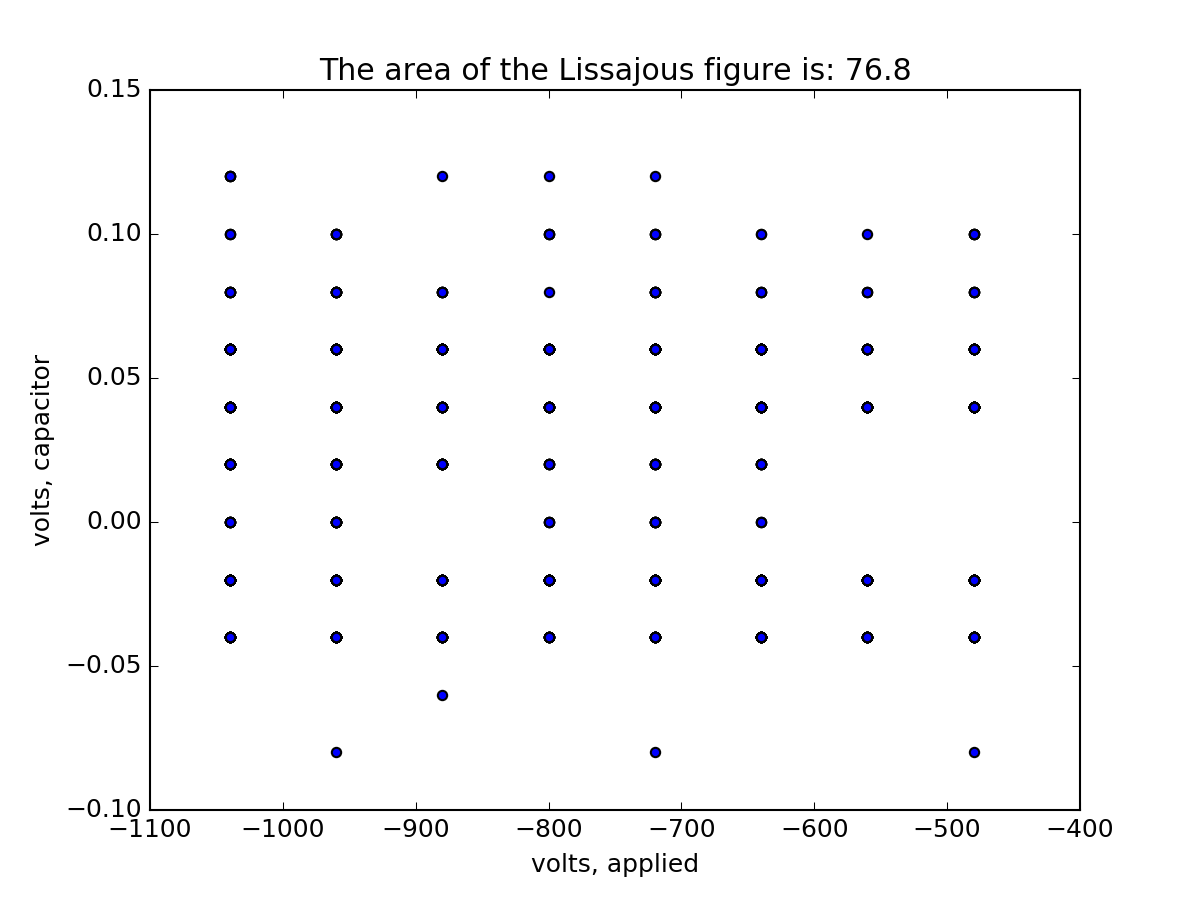 The area of the Lissajous figure is: 76.8
0.15
0.10
0.05
0.00
−0.05
−0.10
volts, capacitor
−1100 −1000 −900 −800 −700 −600 −500 −400
volts, applied